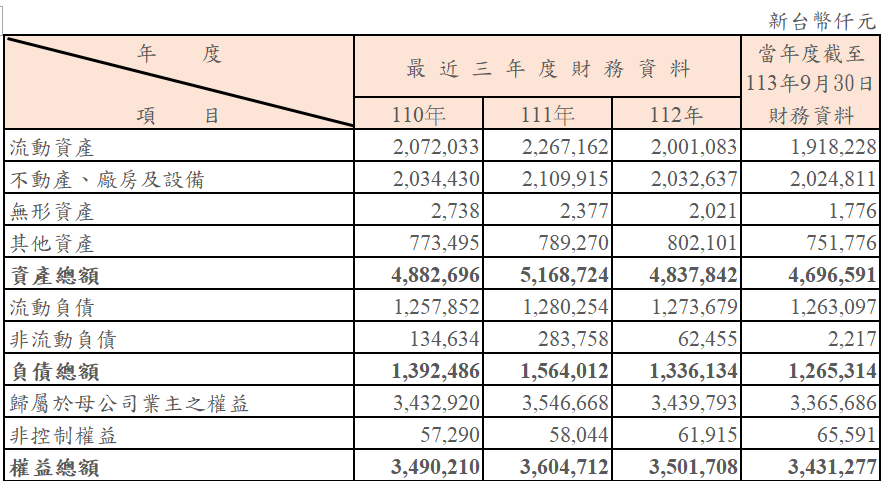 新台幣仟元
年 度
項 目
最近三年度財務資料
當年度截至
113年9月30日
財務資料
110年 111年 112年
流動資產 2,072,033 2,267,162 2,001,083 1,918,228
不動產、廠房及設備 2,034,430 2,109,915 2,032,637 2,024,811
無形資產 2,738 2,377 2,021 1,776
其他資產 773,495 789,270 802,101 751,776
資產總額 4,882,696 5,168,724 4,837,842 4,696,591
流動負債 1,257,852 1,280,254 1,273,679 1,263,097
非流動負債 134,634 283,758 62,455 2,217
負債總額 1,392,486 1,564,012 1,336,134 1,265,314
歸屬於母公司業主之權益 3,432,920 3,546,668 3,439,793 3,365,686
非控制權益 57,290 58,044 61,915 65,591
權益總額 3,490,210 3,604,712 3,501,708 3,431,277